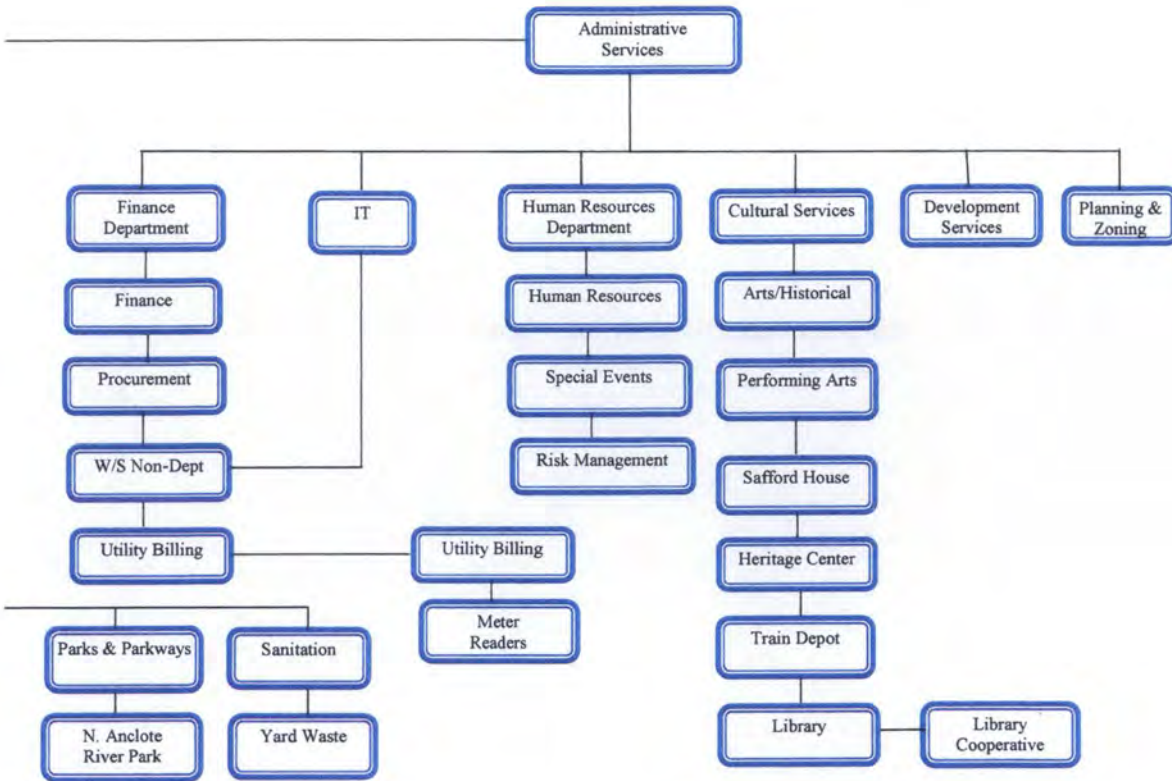 Administrative
Services
Finance
Department
IT
Human Resources
Department
Cultural Services
Development
Services
Planning &
Zoning
Finance
Human Resources
Arts/Historical
Procurement
Special Events
Performing Arts
W/S Non-Dept
Risk Management
Safford House
Utility Billing
Utility Billing
Heritage Center
Meter
Readers
Parks & Parkways
Sanitation
Train Depot
N. Anclote
River Park
Yard Waste
Library
Library
Cooperative